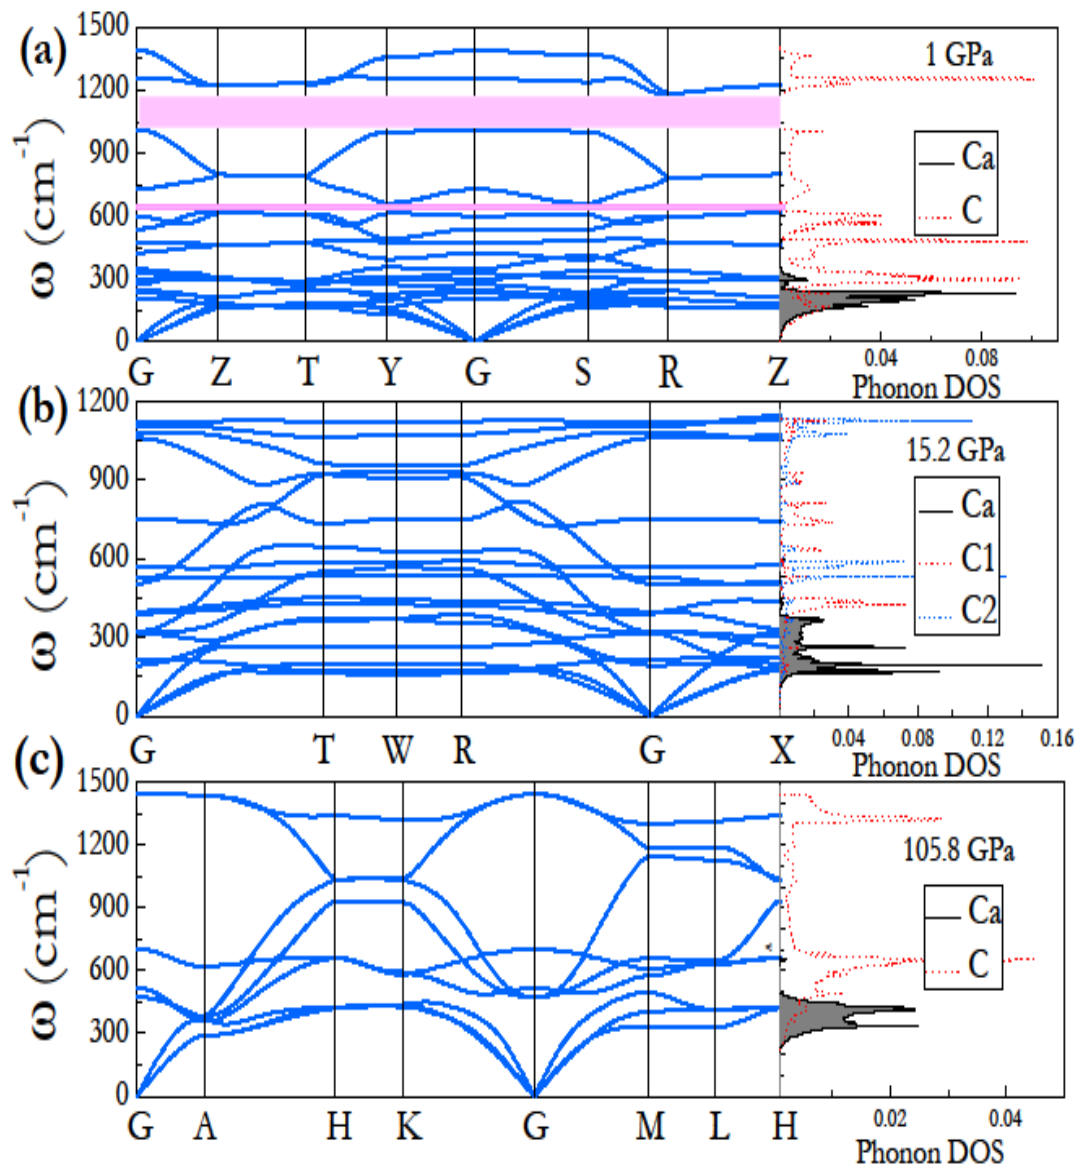 (a)
ω (cm⁻¹)
1500
1200
900
600
300
0
G Z T Y G S R Z
1 GPa
Ca
C
0.04 0.08
Phonon DOS
(b)
ω (cm⁻¹)
1200
900
600
300
0
G T W R G X
15.2 GPa
Ca
C1
C2
0.04 0.08 0.12 0.16
Phonon DOS
(c)
ω (cm⁻¹)
1500
1200
900
600
300
0
G A H K G M L H
105.8 GPa
Ca
C
0.02 0.04
Phonon DOS